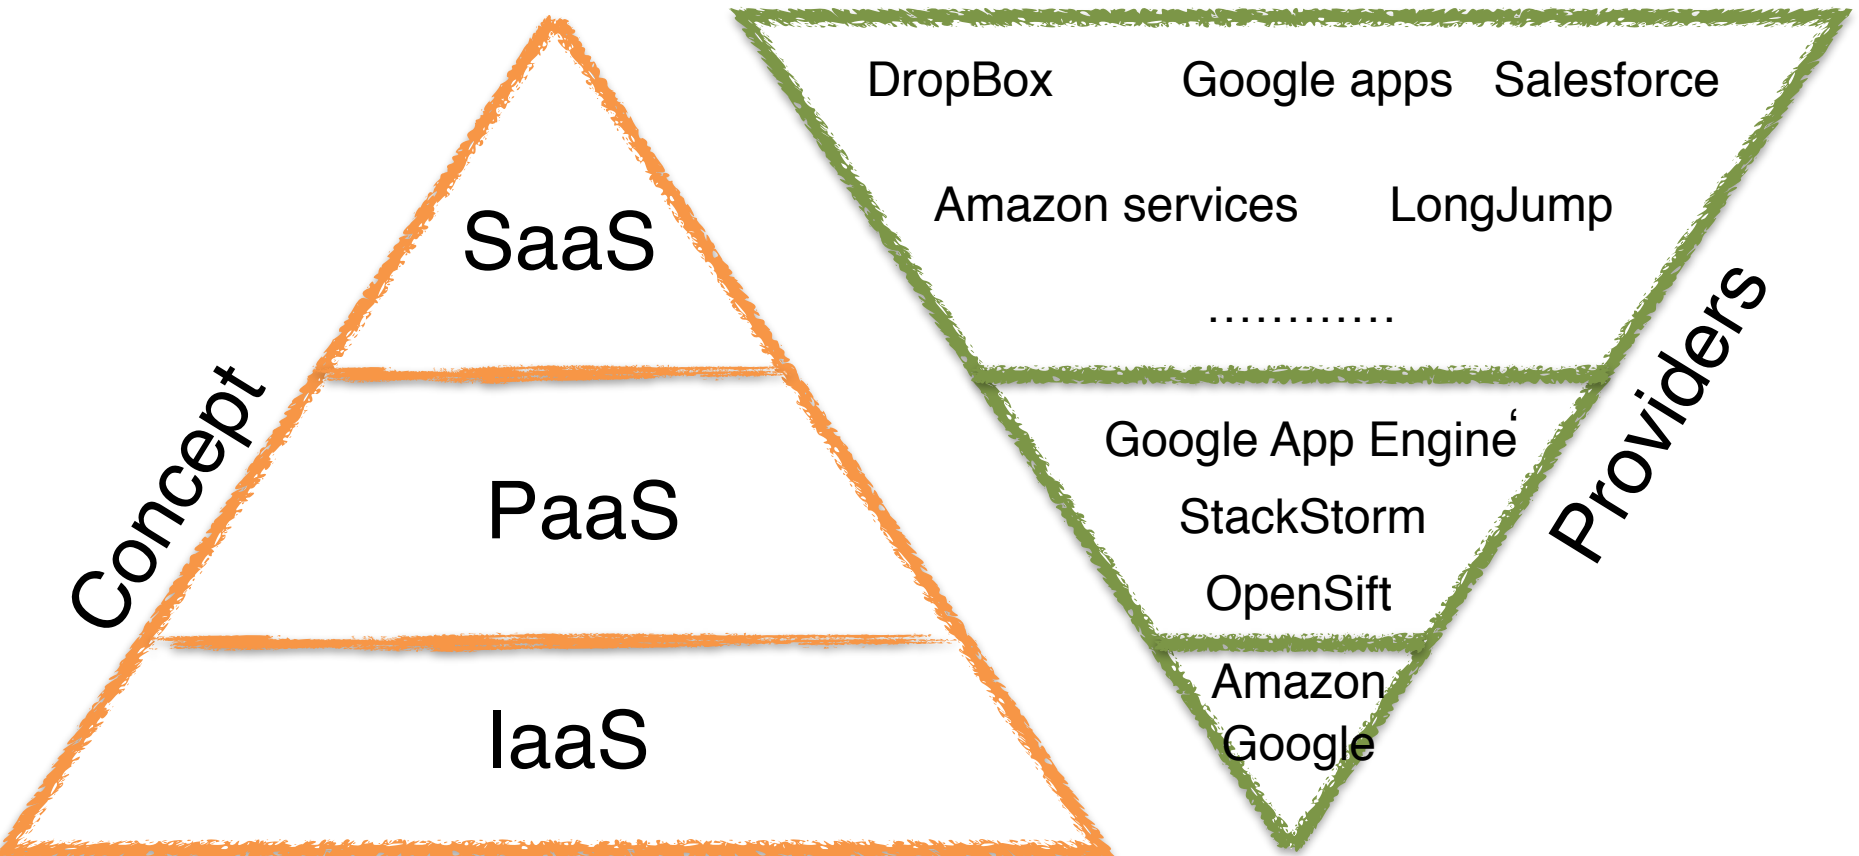 Concept
SaaS
PaaS
IaaS
Providers
DropBox Google apps Salesforce
Amazon services LongJump
............
Google App Engine‘
StackStorm
OpenSift
Amazon
Google